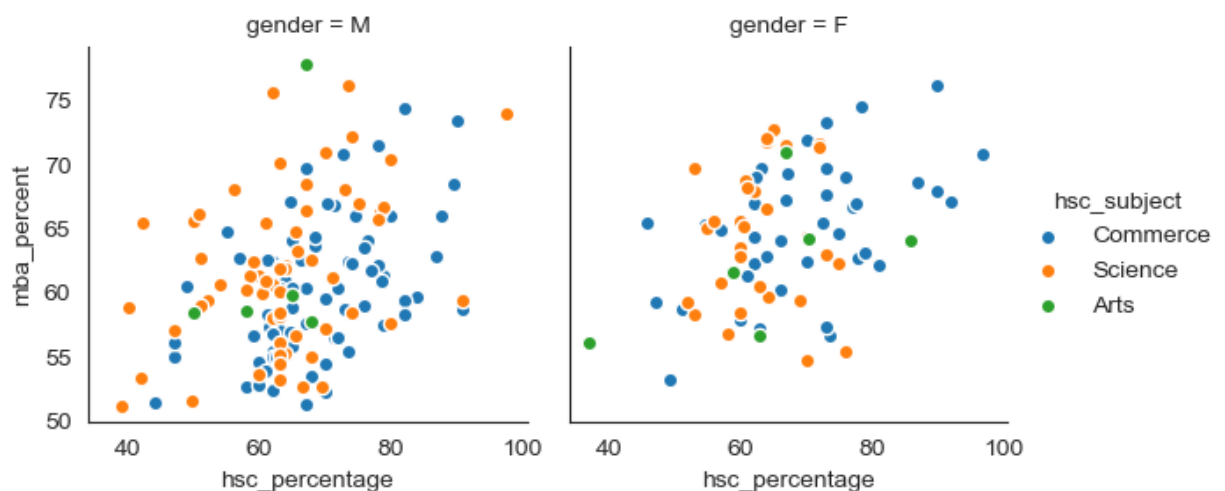 gender = M
gender = F
mba_percent
75
70
65
60
55
50
40
60
80
100
40
60
80
100
hsc_percentage
hsc_percentage
hsc_subject
Commerce
Science
Arts